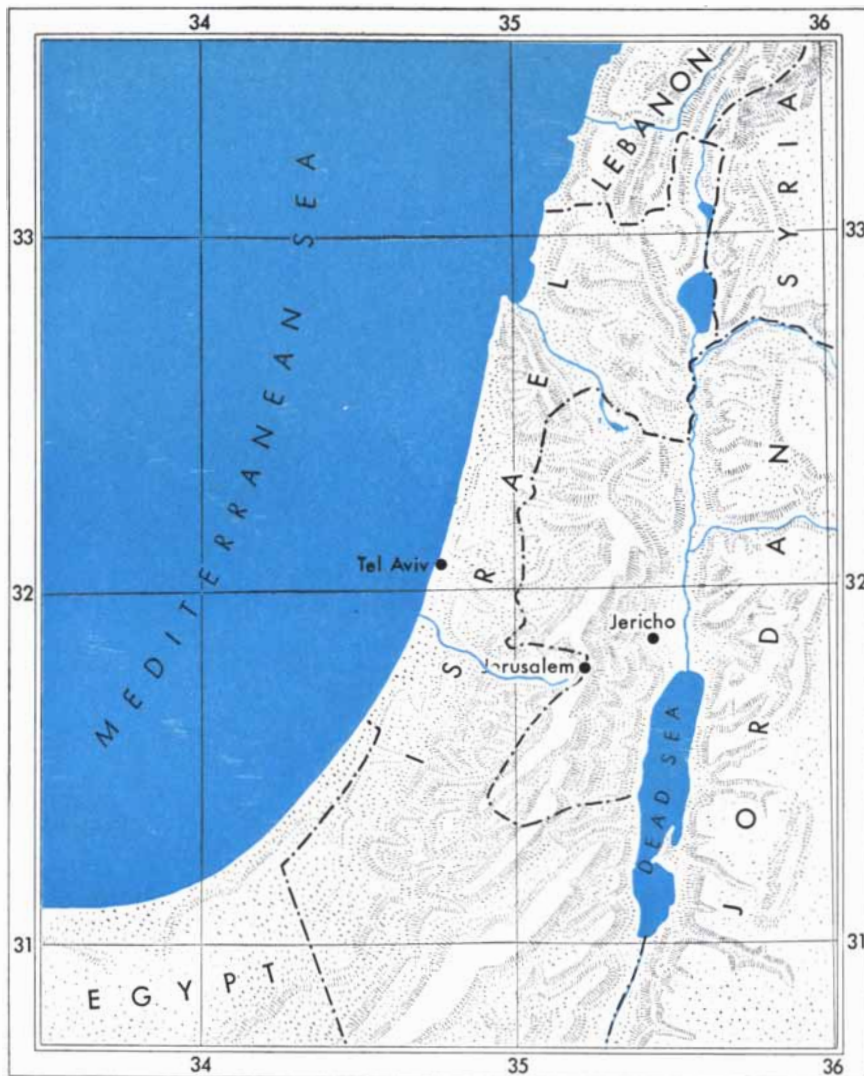 34 35 36
LEBANON
SYRIA
MEDITERRANEAN SEA
33 33
ISRAEL
Tel Aviv
32 32
Jericho
Jerusalem
DEAD SEA
JORDAN
31 31
EGYPT
34 35 36